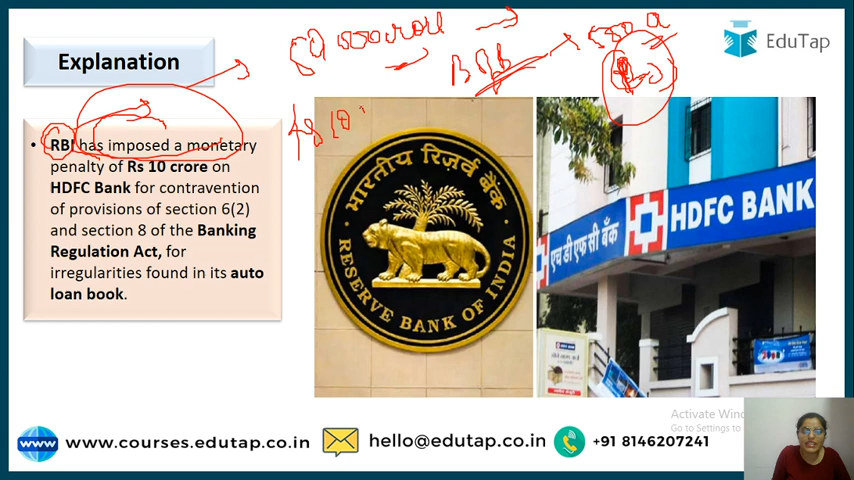 EduTap
Explanation
• RBI has imposed a monetary
penalty of Rs 10 crore on
HDFC Bank for contravention
of provisions of section 6(2)
and section 8 of the Banking
Regulation Act, for
irregularities found in its auto
loan book.
भारतीय रिज़र्व बैंक
RESERVE BANK OF INDIA
एच डी एफ सी बैंक
HDFC BANK
Activate Wind
Go to Settings to
www www.courses.edutap.co.in
hello@edutap.co.in
+91 8146207241